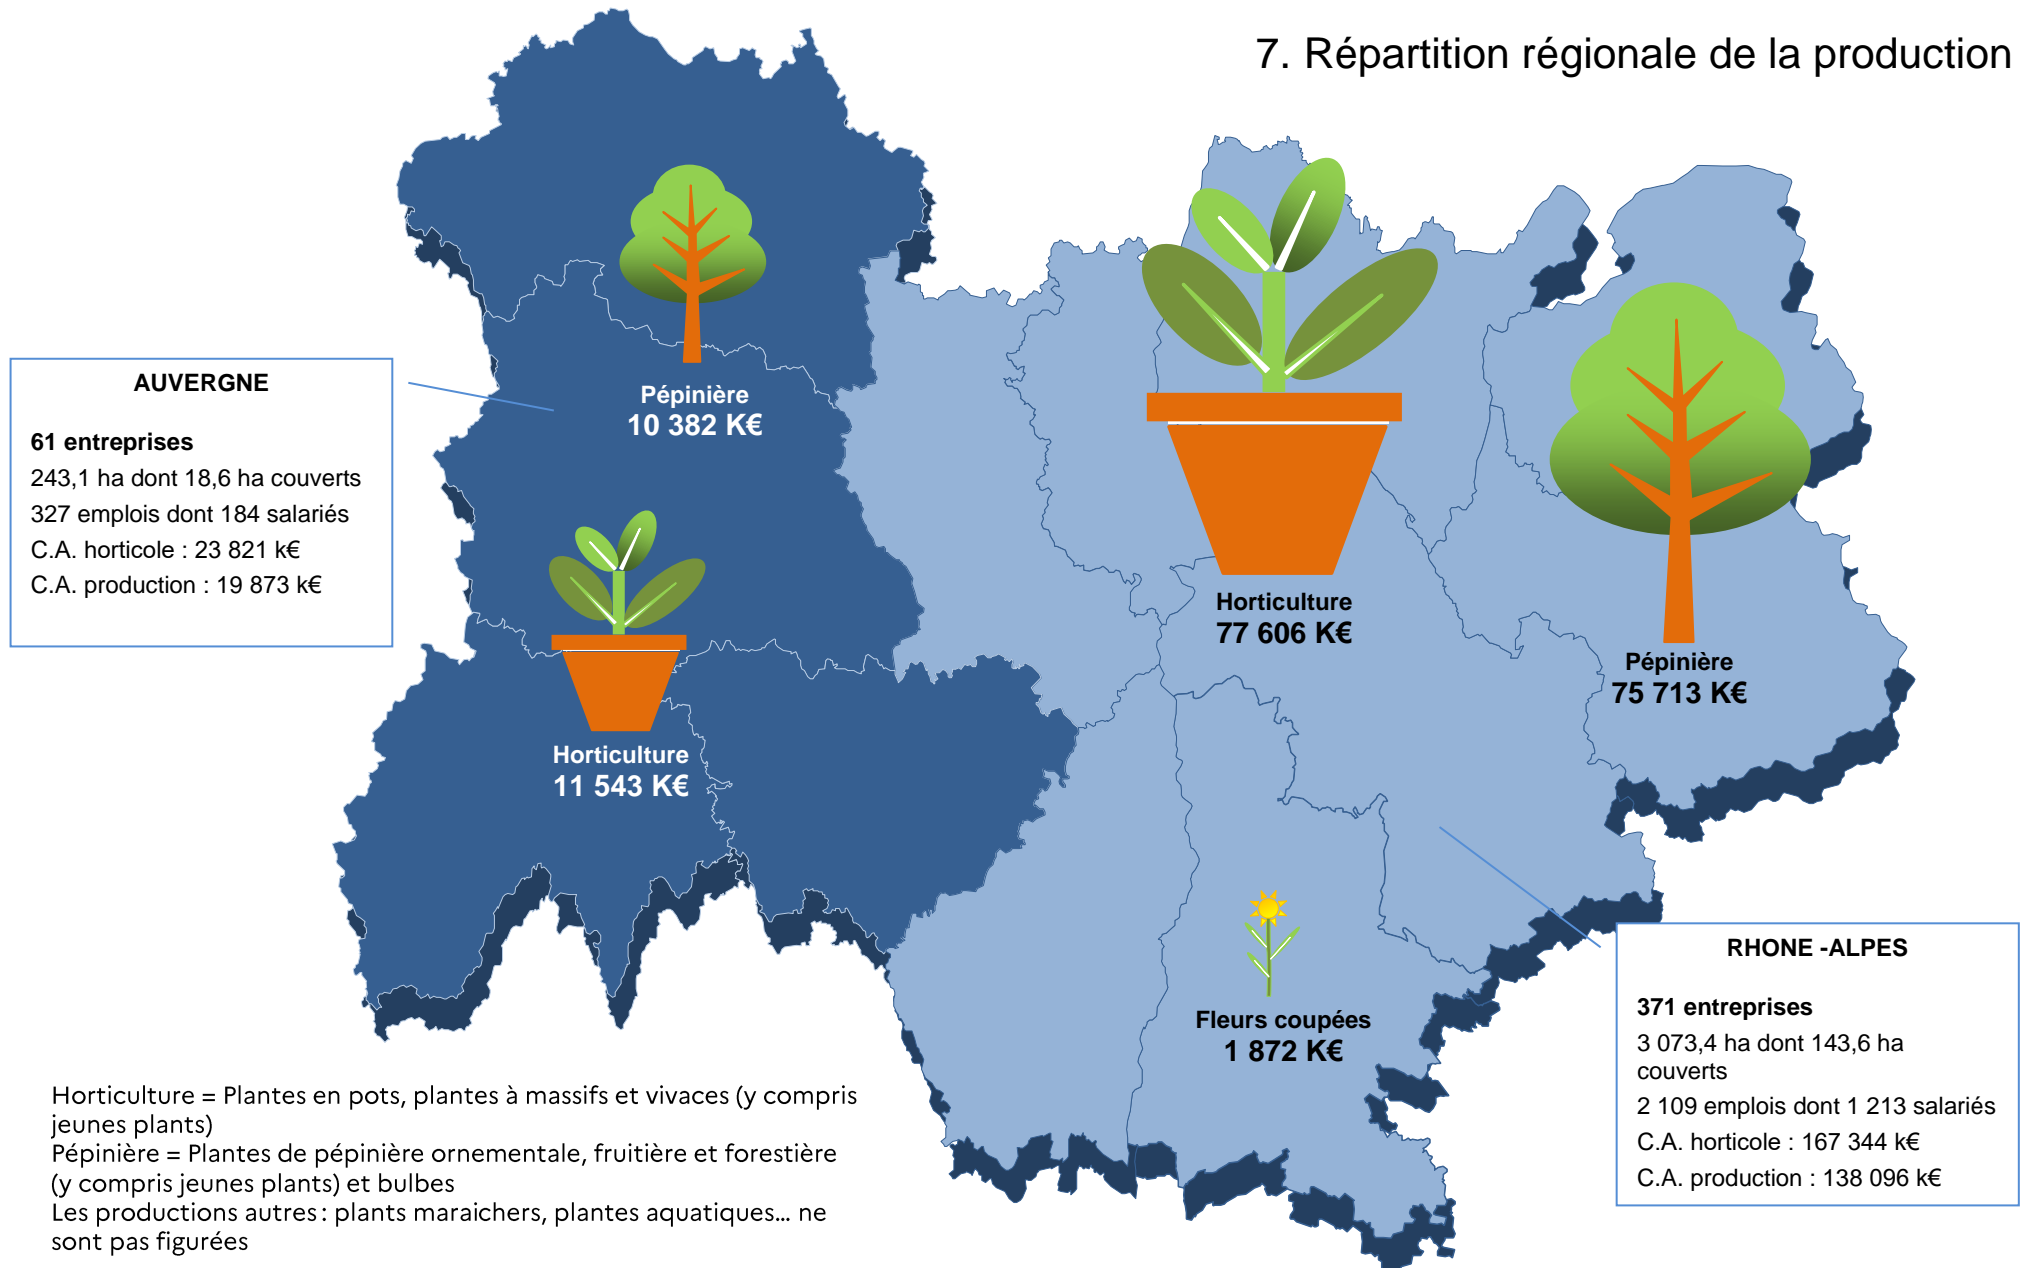 7. Répartition régionale de la production
AUVERGNE
61 entreprises
243,1 ha dont 18,6 ha couverts
327 emplois dont 184 salariés
C.A. horticole : 23 821 k€
C.A. production : 19 873 k€
Pépinière
10 382 K€
Horticulture
11 543 K€
Horticulture
77 606 K€
Pépinière
75 713 K€
Fleurs coupées
1 872 K€
RHONE -ALPES
371 entreprises
3 073,4 ha dont 143,6 ha
couverts
2 109 emplois dont 1 213 salariés
C.A. horticole : 167 344 k€
C.A. production : 138 096 k€
Horticulture = Plantes en pots, plantes à massifs et vivaces (y compris
jeunes plants)
Pépinière = Plantes de pépinière ornementale, fruitière et forestière
(y compris jeunes plants) et bulbes
Les productions autres : plants maraichers, plantes aquatiques… ne
sont pas figurées